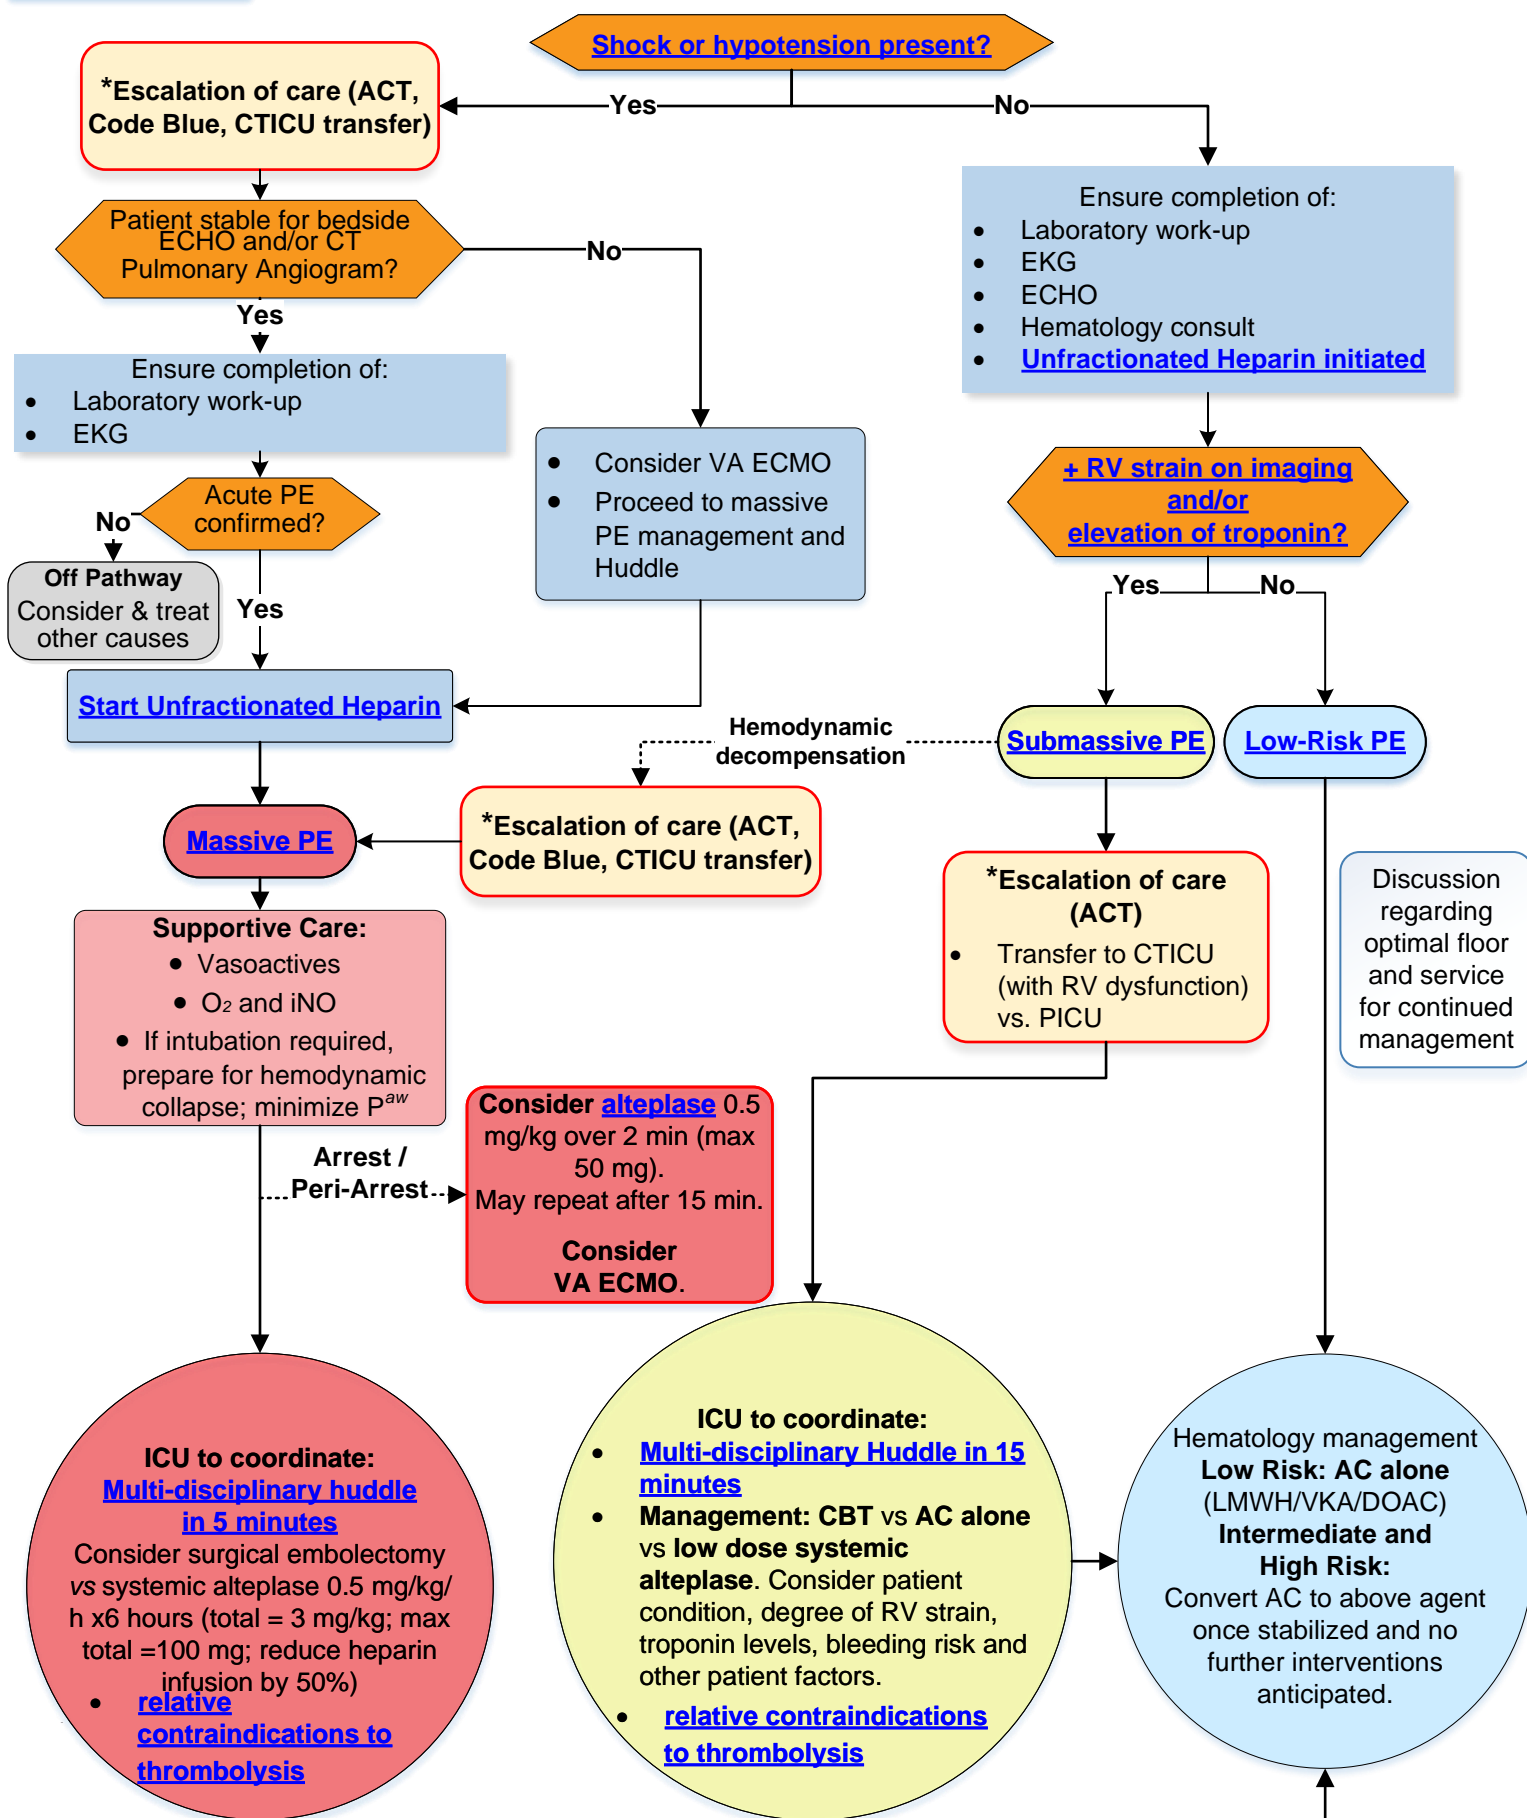 Shock or hypotension present?
*Escalation of care (ACT,
Code Blue, CTICU transfer)
Yes
No
Patient stable for bedside
ECHO and/or CT
Pulmonary Angiogram?
No
Yes
Ensure completion of:
• Laboratory work-up
• EKG
• ECHO
• Hematology consult
• Unfractionated Heparin initiated
Ensure completion of:
• Laboratory work-up
• EKG
• Consider VA ECMO
• Proceed to massive
PE management and
Huddle
+ RV strain on imaging
and/or
elevation of troponin?
Acute PE
confirmed?
No
Off Pathway
Consider & treat
other causes
Yes
Yes
No
Start Unfractionated Heparin
Hemodynamic
decompensation
Submassive PE
Low-Risk PE
Massive PE
*Escalation of care (ACT,
Code Blue, CTICU transfer)
*Escalation of care
(ACT)
• Transfer to CTICU
(with RV dysfunction)
vs. PICU
Discussion
regarding
optimal floor
and service
for continued
management
Supportive Care:
• Vasoactives
• O2 and iNO
• If intubation required,
prepare for hemodynamic
collapse; minimize Paw
Arrest /
Peri-Arrest
Consider alteplase 0.5
mg/kg over 2 min (max
50 mg).
May repeat after 15 min.
Consider
VA ECMO.
ICU to coordinate:
Multi-disciplinary huddle
in 5 minutes
Consider surgical embolectomy
vs systemic alteplase 0.5 mg/kg/
h x6 hours (total = 3 mg/kg; max
total =100 mg; reduce heparin
infusion by 50%)
• relative
contraindications to
thrombolysis
ICU to coordinate:
• Multi-disciplinary Huddle in 15
minutes
• Management: CBT vs AC alone
vs low dose systemic
alteplase. Consider patient
condition, degree of RV strain,
troponin levels, bleeding risk and
other patient factors.
• relative contraindications
to thrombolysis
Hematology management
Low Risk: AC alone
(LMWH/VKA/DOAC)
Intermediate and
High Risk:
Convert AC to above agent
once stabilized and no
further interventions
anticipated.